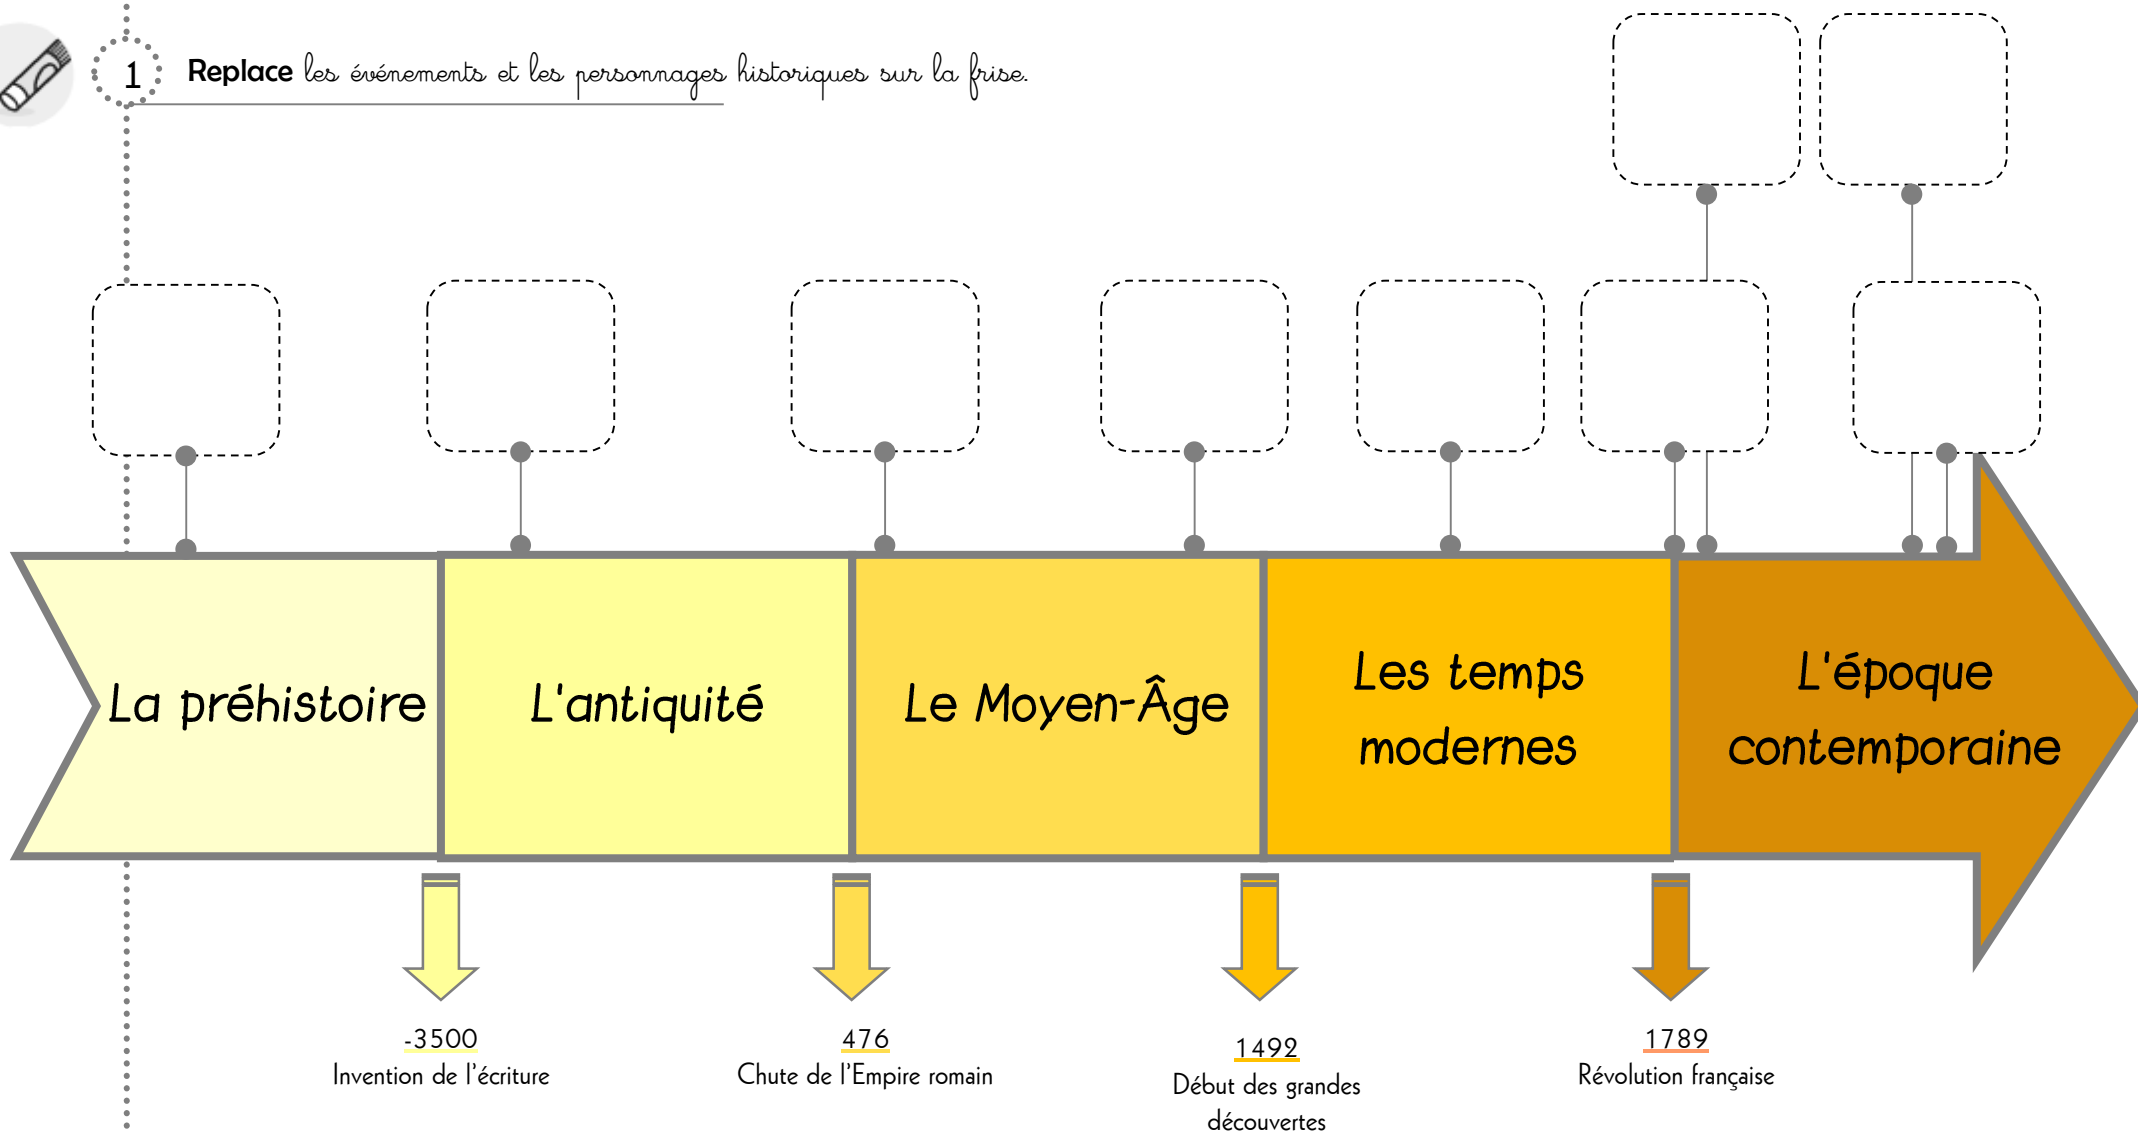 1
Replace les événements et les personnages historiques sur la frise.
La préhistoire
L'antiquité
Le Moyen-Âge
Les temps
modernes
L'époque
contemporaine
-3500
Invention de l'écriture
476
Chute de l'Empire romain
1492
Début des grandes
découvertes
1789
Révolution française